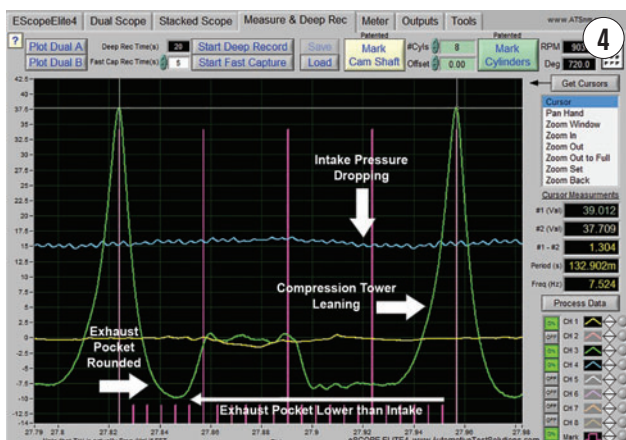 EScopeElite4 Dual Scope Stacked Scope Measure & Deep Rec Meter Outputs Tools
4
?
Plot Dual A
Deep Rec Time(s) 20
Start Deep Record
Save
Patented
Mark
Cam Shaft
#Cyls 8
Patented
Mark
Cylinders
RPM
Plot Dual B
Fast Cap Rec Time(s) 5
Start Fast Capture
Load
Offset 0.00
Deg 720.0
Get Cursors
Cursor
Pan Hand
Zoom Window
Zoom In
Zoom Out
Zoom Out to Full
Zoom Set
Zoom Back
Cursor Measurments
#1 (Val) 39.012
#2 (Val) 37.709
#1 - #2 1.304
Period (s) 132.902m
Freq (Hz) 7.524
Process Data
ON CH 1
OFF CH 2
ON CH 3
ON CH 4
OFF CH 5
OFF CH 6
OFF CH 7
OFF CH 8
42.5
40
37.5
35
32.5
30
27.5
25
22.5
20
17.5
15
12.5
10
7.5
5
2.5
0
-2.5
-5
-7.5
-10
-12.5
-14
Intake Pressure
Dropping
Compression Tower
Leaning
Exhaust
Pocket
Rounded
Exhaust Pocket Lower than Intake
27.79 27.8 27.82 27.84 27.86 27.88 27.9 27.92 27.94 27.96 27.98